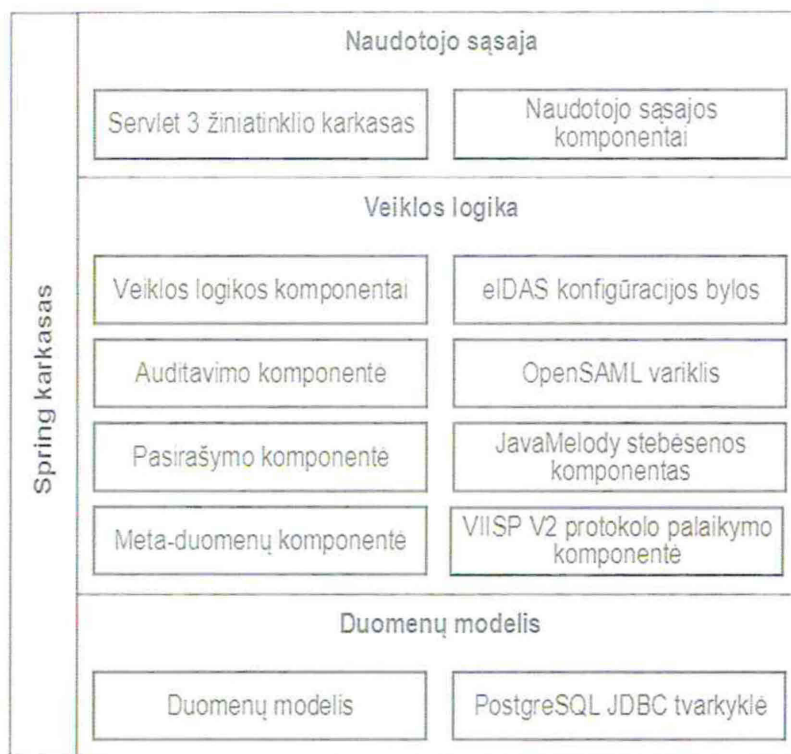 Spring karkasas
Naudotojo sąsaja
Servlet 3 žiniatinklio karkasas
Naudotojo sąsajos
komponentai
Veiklos logika
Veiklos logikos komponentai
eIDAS konfigūracijos bylos
Auditavimo komponentė
OpenSAML variklis
Pasirašymo komponentė
JavaMelody stebėsenos
komponentas
Meta-duomenų komponentė
VIISP V2 protokolo palaikymo
komponentė
Duomenų modelis
Duomenų modelis
PostgreSQL JDBC tvarkyklė